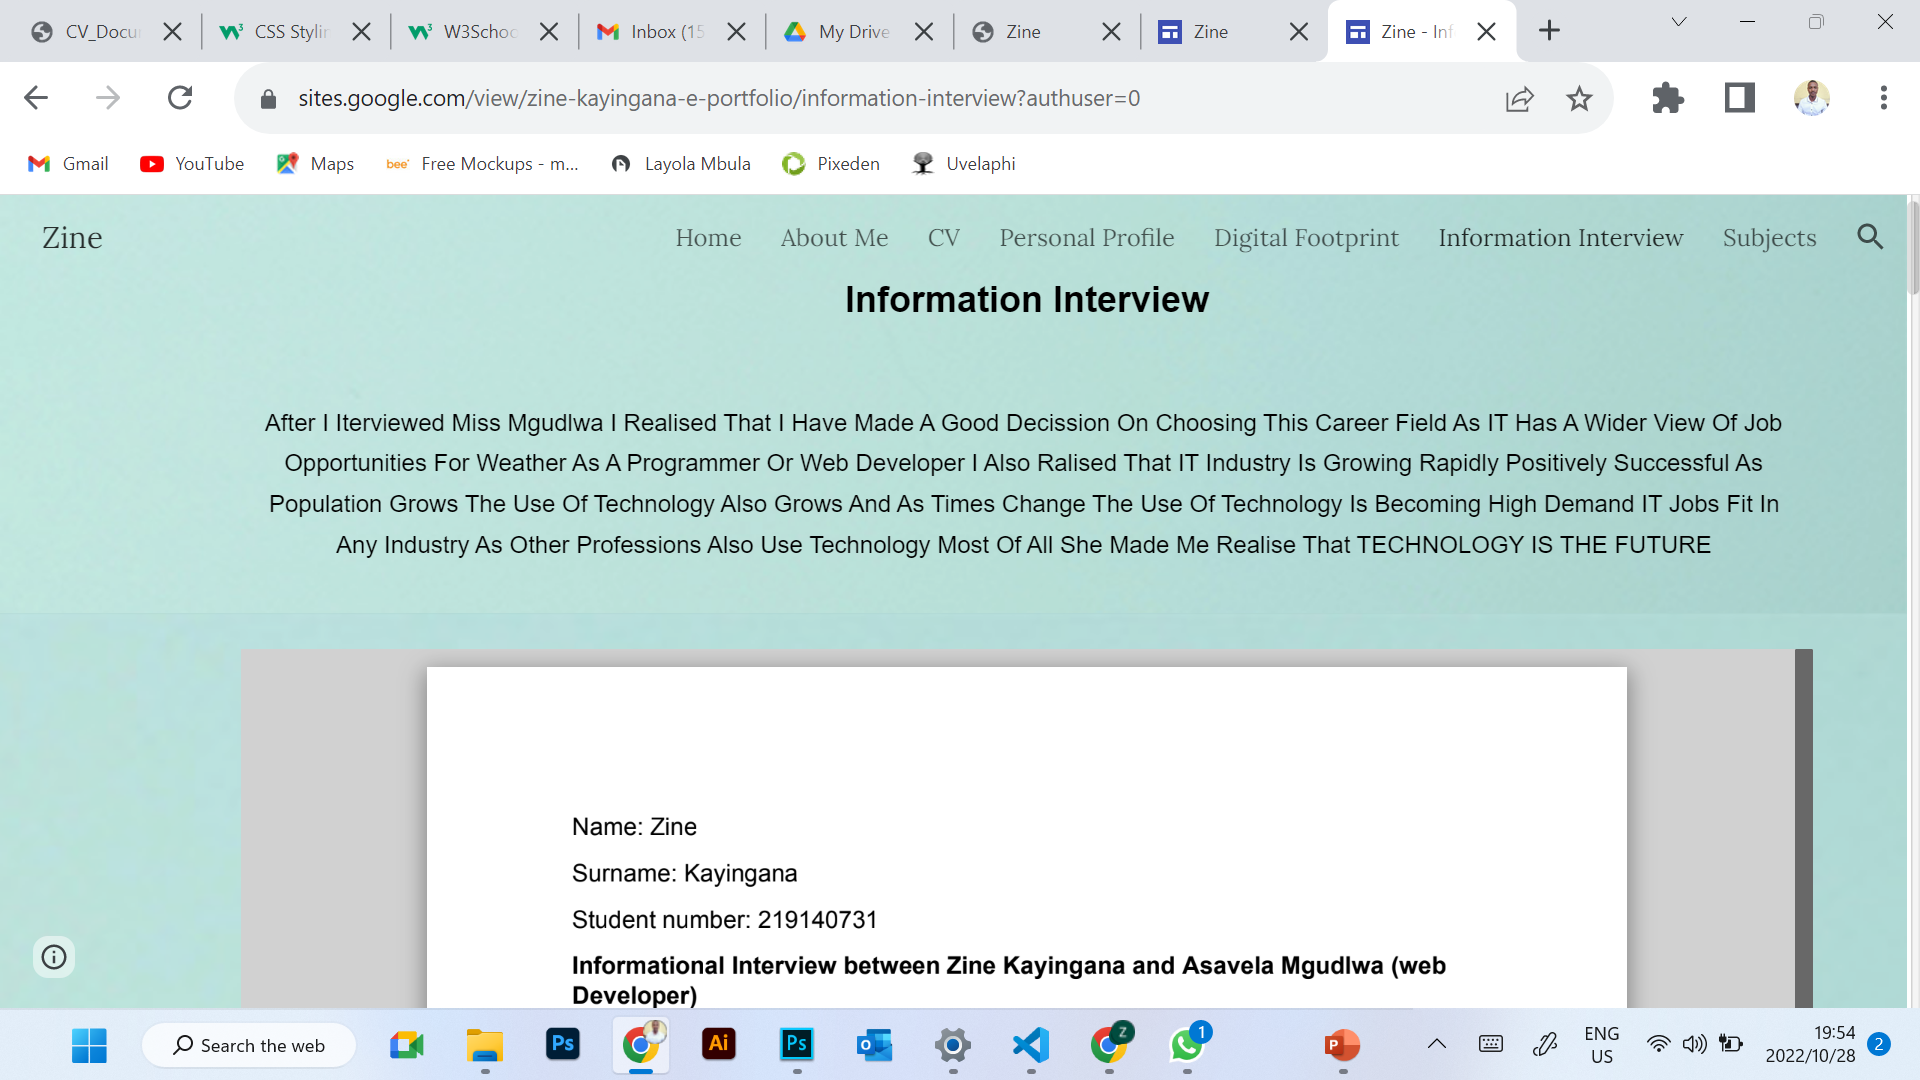 CV_Docu
CSS Stylin
W3Schoo
Inbox (15
My Drive
Zine
Zine
Zine - Inf
sites.google.com/view/zine-kayingana-e-portfolio/information-interview?authuser=0
Gmail
YouTube
Maps
bee Free Mockups - m...
Layola Mbula
Pixeden
Uvelaphi
Zine
Home
About Me
CV
Personal Profile
Digital Footprint
Information Interview
Subjects
Information Interview
After I Iterviewed Miss Mgudlwa I Realised That I Have Made A Good Decission On Choosing This Career Field As IT Has A Wider View Of Job
Opportunities For Weather As A Programmer Or Web Developer I Also Ralised That IT Industry Is Growing Rapidly Positively Successful As
Population Grows The Use Of Technology Also Grows And As Times Change The Use Of Technology Is Becoming High Demand IT Jobs Fit In
Any Industry As Other Professions Also Use Technology Most Of All She Made Me Realise That TECHNOLOGY IS THE FUTURE
Name: Zine
Surname: Kayingana
Student number: 219140731
Informational Interview between Zine Kayingana and Asavela Mgudlwa (web
Developer)
Search the web
Ps
Ai
Ps
Z
1
P
ENG
US
19:54
2022/10/28
2